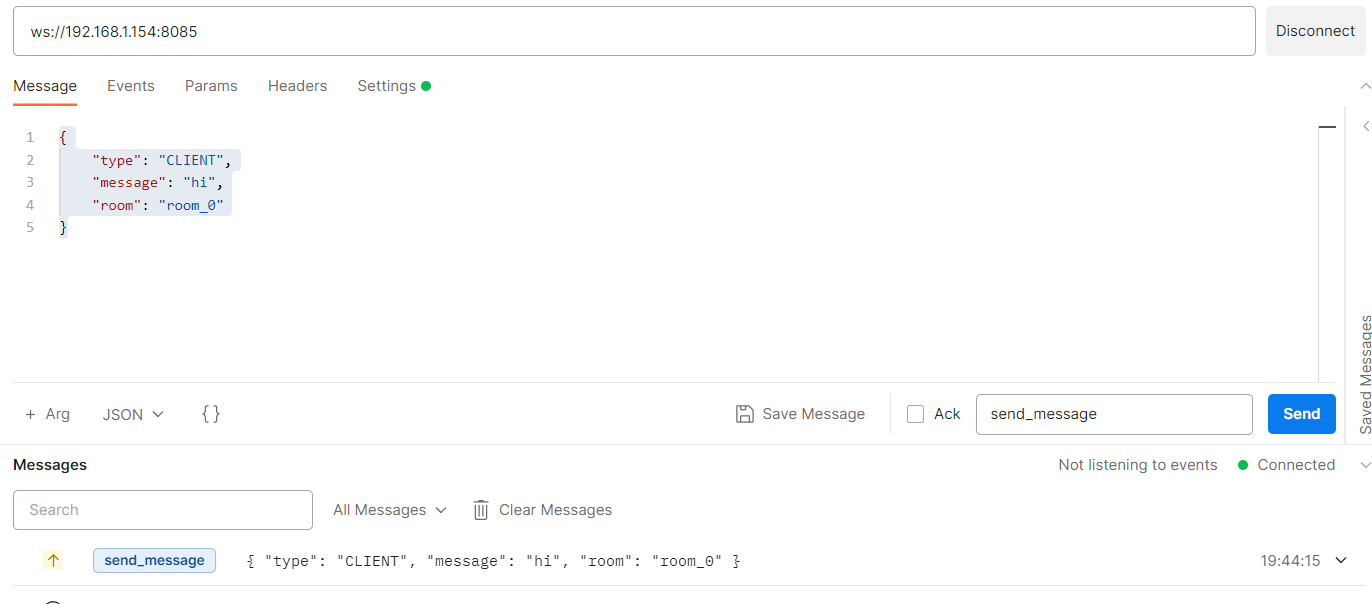 ws://192.168.1.154:8085
Disconnect
Message Events Params Headers Settings
1 {
2 "type": "CLIENT",
3 "message": "hi",
4 "room": "room_0"
5 }
+ Arg JSON {} Save Message Ack send_message Send
Saved Messages
Messages Not listening to events Connected
Search All Messages Clear Messages
send_message { "type": "CLIENT", "message": "hi", "room": "room_0" } 19:44:15